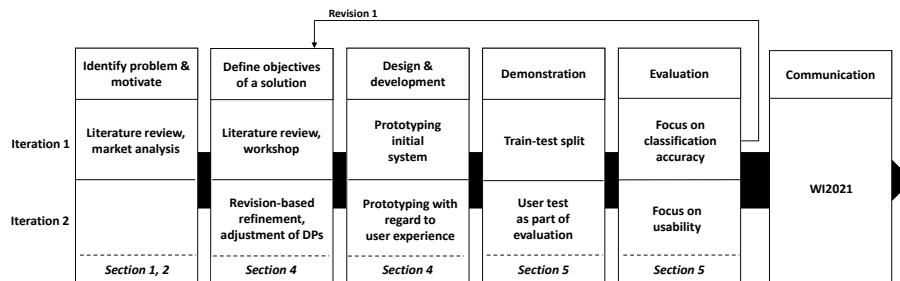 Revision 1
Identify problem &
motivate
Define objectives
of a solution
Design &
development
Demonstration
Evaluation
Communication
Iteration 1
Literature review,
market analysis
Literature review,
workshop
Prototyping
initial
system
Train-test split
Focus on
classification
accuracy
WI2021
Iteration 2
Revision-based
refinement,
adjustment of DPs
Prototyping with
regard to
user experience
User test
as part of
evaluation
Focus on
usability
Section 1, 2
Section 4
Section 4
Section 5
Section 5